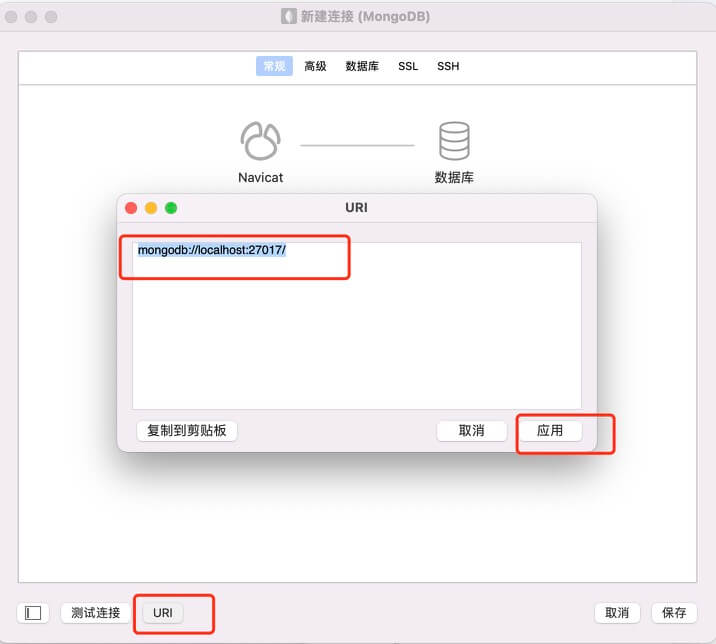 新建连接 (MongoDB)
常规 高级 数据库 SSL SSH
Navicat 数据库
URI
mongodb://localhost:27017/
复制到剪贴板 取消 应用
测试连接 URI 取消 保存